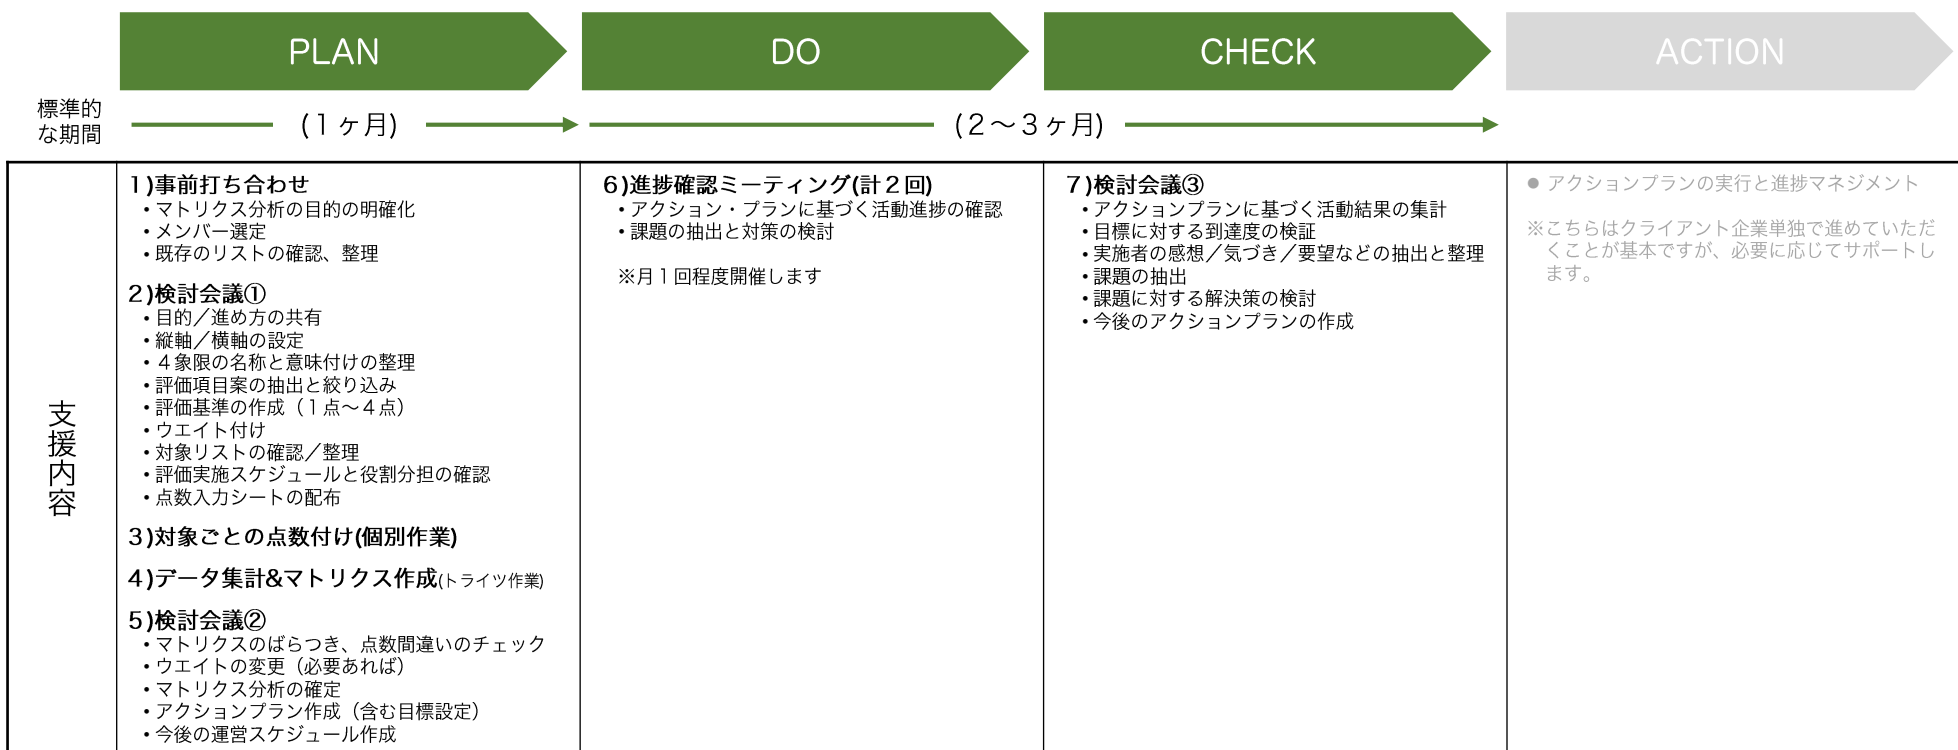 PLAN
DO
CHECK
ACTION
標準的
な期間
(１ヶ月)
(２〜３ヶ月)
支援内容
１)事前打ち合わせ
・マトリクス分析の目的の明確化
・メンバー選定
・既存のリストの確認、整理
２)検討会議①
・目的／進め方の共有
・縦軸／横軸の設定
・４象限の名称と意味付けの整理
・評価項目案の抽出と絞り込み
・評価基準の作成（１点〜４点）
・ウエイト付け
・対象リストの確認／整理
・評価実施スケジュールと役割分担の確認
・点数入力シートの配布
３)対象ごとの点数付け(個別作業)
４)データ集計&マトリクス作成(トライツ作業)
５)検討会議②
・マトリクスのばらつき、点数間違いのチェック
・ウエイトの変更（必要あれば）
・マトリクス分析の確定
・アクションプラン作成（含む目標設定）
・今後の運営スケジュール作成
６)進捗確認ミーティング(計２回)
・アクション・プランに基づく活動進捗の確認
・課題の抽出と対策の検討
※月１回程度開催します
７)検討会議③
・アクションプランに基づく活動結果の集計
・目標に対する到達度の検証
・実施者の感想／気づき／要望などの抽出と整理
・課題の抽出
・課題に対する解決策の検討
・今後のアクションプランの作成
● アクションプランの実行と進捗マネジメント
※こちらはクライアント企業単独で進めていただ
くことが基本ですが、必要に応じてサポートし
ます。